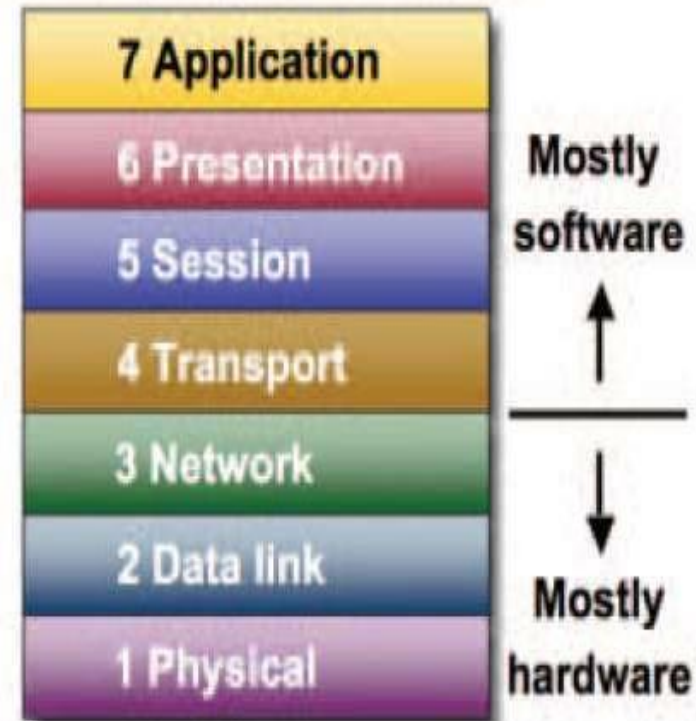 7 Application
6 Presentation
5 Session
4 Transport
3 Network
2 Data link
1 Physical
Mostly
software
Mostly
hardware